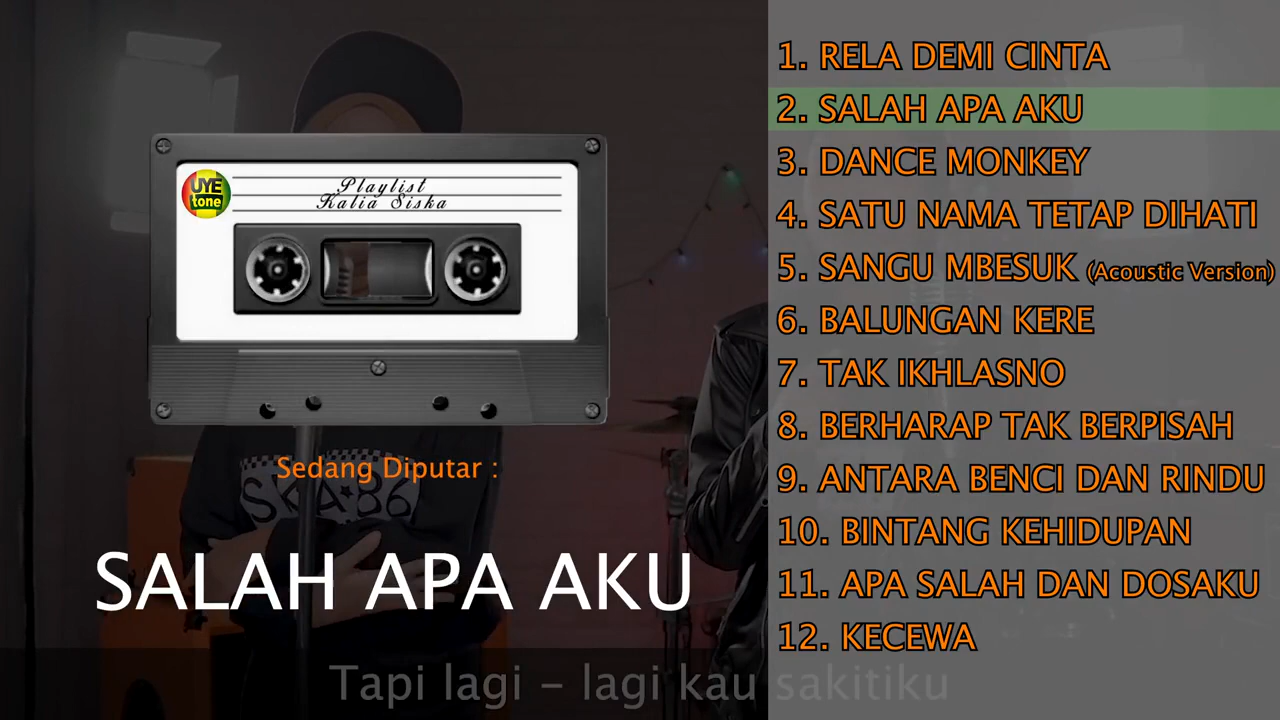 UYE
tone
Playlist
Kalia Siska
Sedang Diputar :
SALAH APA AKU
Tapi lagi - lagi kau sakitiku
SKA 86
1. RELA DEMI CINTA
2. SALAH APA AKU
3. DANCE MONKEY
4. SATU NAMA TETAP DIHATI
5. SANGU MBESUK (Acoustic Version)
6. BALUNGAN KERE
7. TAK IKHLASNO
8. BERHARAP TAK BERPISAH
9. ANTARA BENCI DAN RINDU
10. BINTANG KEHIDUPAN
11. APA SALAH DAN DOSAKU
12. KECEWA